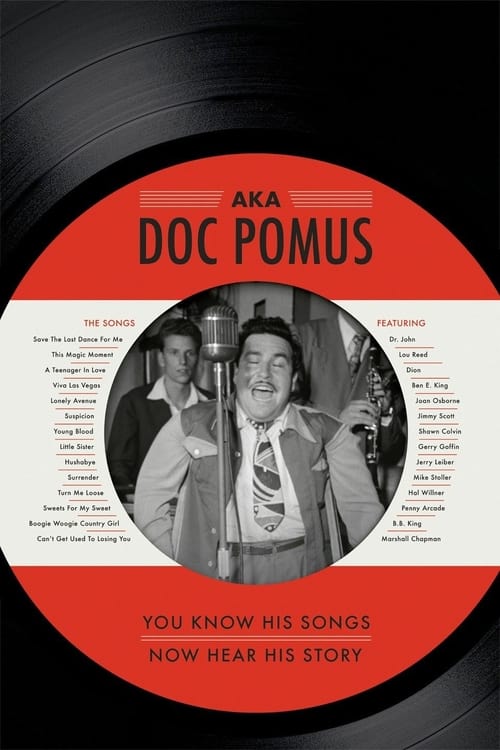 AKA
DOC POMUS
THE SONGS
Save The Last Dance For Me
This Magic Moment
A Teenager In Love
Viva Las Vegas
Lonely Avenue
Suspicion
Young Blood
Little Sister
Hushabye
Surrender
Turn Me Loose
Sweets For My Sweet
Boogie Woogie Country Girl
Can't Get Used To Losing You
FEATURING
Dr. John
Lou Reed
Dion
Ben E. King
Joan Osborne
Jimmy Scott
Shawn Colvin
Gerry Goffin
Jerry Leiber
Mike Stoller
Hal Willner
Penny Arcade
B.B. King
Marshall Chapman
YOU KNOW HIS SONGS
NOW HEAR HIS STORY